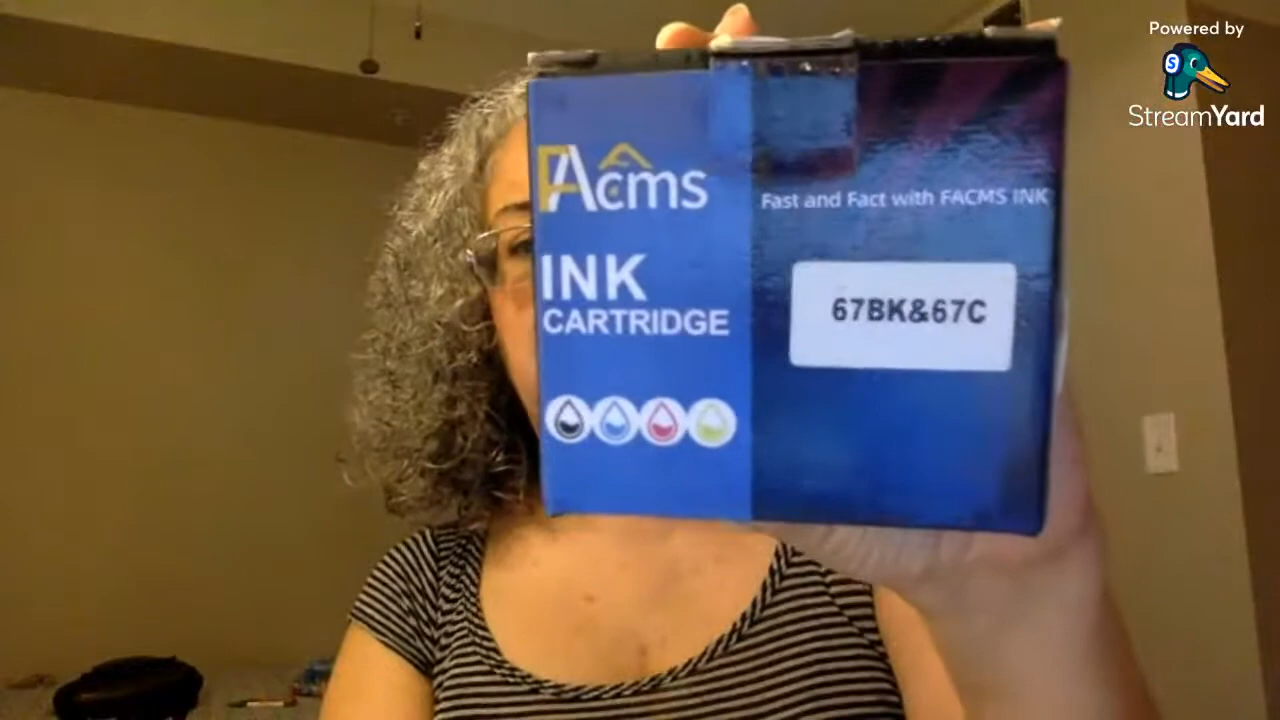 Powered by
StreamYard
FAcms
Fast and Fact with FACMS INK
INK
CARTRIDGE
67BK&67C